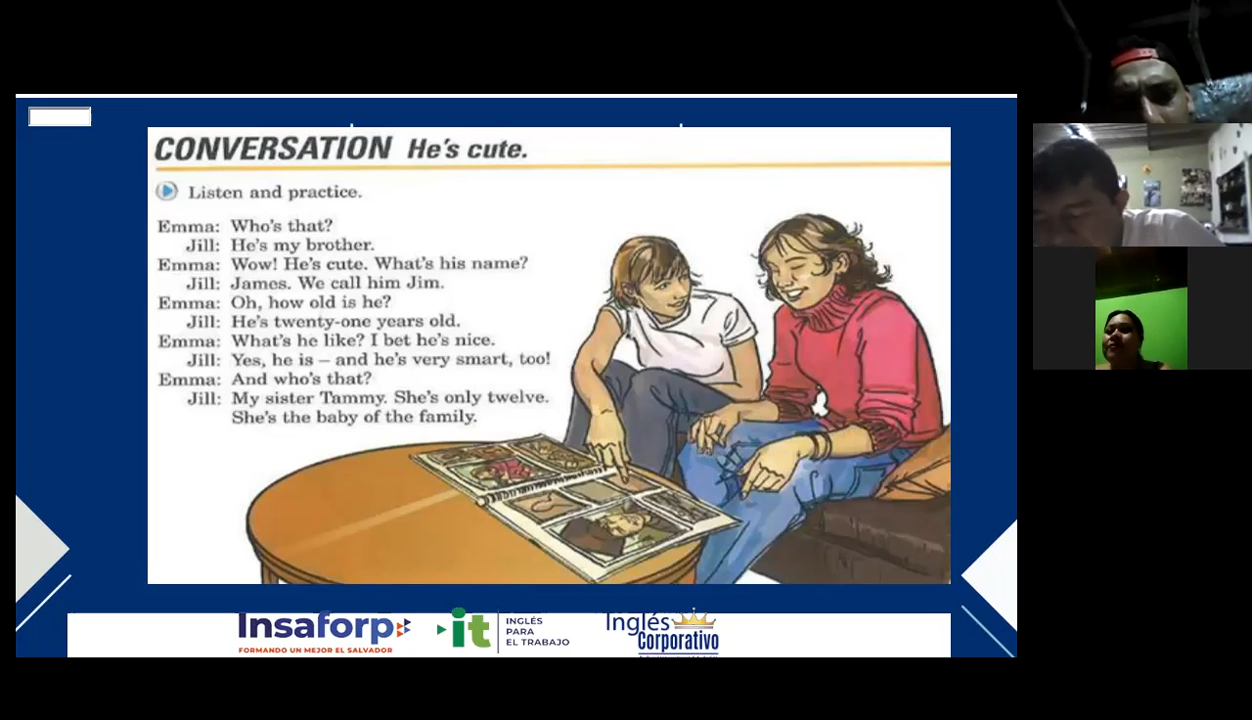 CONVERSATION He's cute.
Listen and practice.
Emma: Who's that?
Jill: He's my brother.
Emma: Wow! He's cute. What's his name?
Jill: James. We call him Jim.
Emma: Oh, how old is he?
Jill: He's twenty-one years old.
Emma: What's he like? I bet he's nice.
Jill: Yes, he is – and he's very smart, too!
Emma: And who's that?
Jill: My sister Tammy. She's only twelve.
She's the baby of the family.
Insaforp
FORMANDO UN MEJOR EL SALVADOR
it
INGLÉS
PARA
EL TRABAJO
Inglés
Corporativo